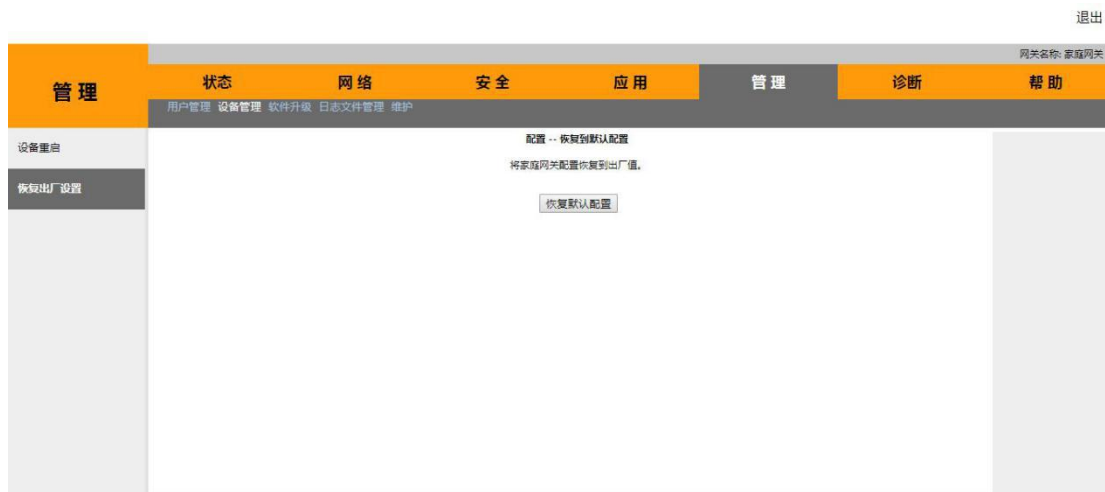 退出
网关名称: 家庭网关
管理
状态 网络 安全 应用 管理 诊断 帮助
用户管理 设备管理 软件升级 日志文件管理 维护
设备重启
恢复出厂设置
配置 -- 恢复到默认配置
将家庭网关配置恢复到出厂值。
恢复默认配置